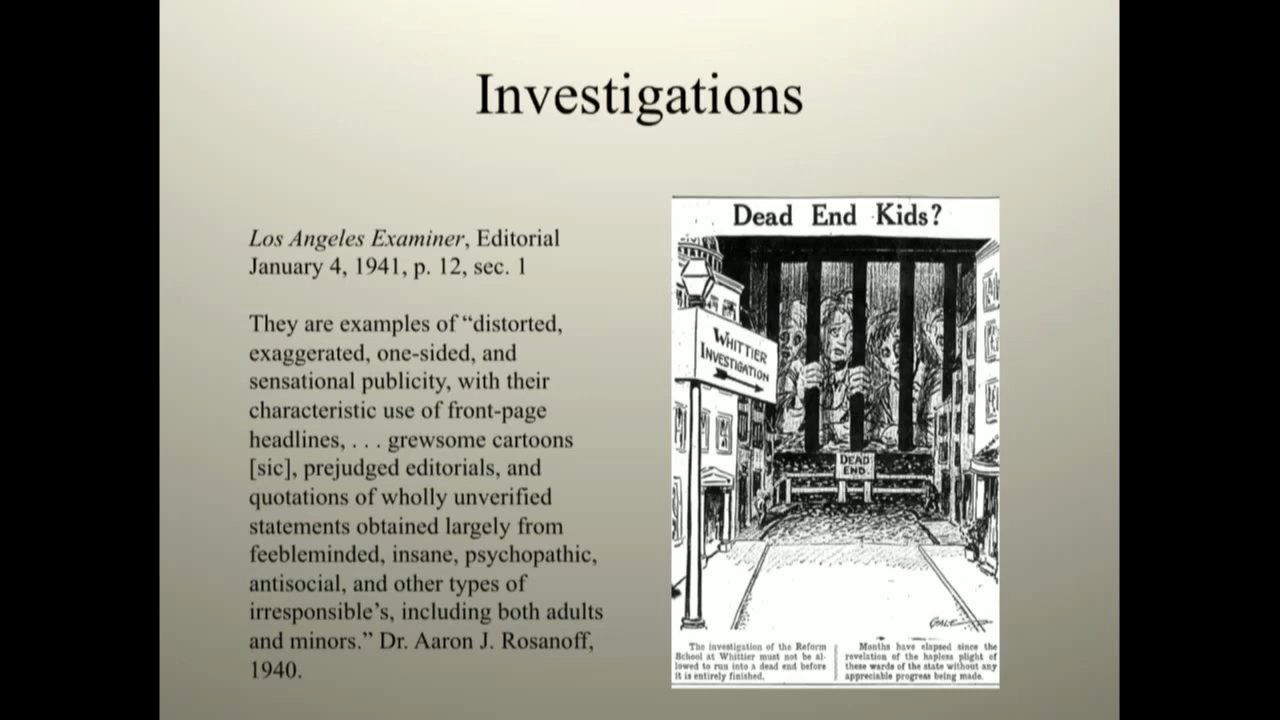 Investigations
Los Angeles Examiner, Editorial
January 4, 1941, p. 12, sec. 1
They are examples of “distorted,
exaggerated, one-sided, and
sensational publicity, with their
characteristic use of front-page
headlines, . . . grewsome cartoons
[sic], prejudged editorials, and
quotations of wholly unverified
statements obtained largely from
feebleminded, insane, psychopathic,
antisocial, and other types of
irresponsible’s, including both adults
and minors.” Dr. Aaron J. Rosanoff,
1940.
Dead End Kids?
WHITTIER
INVESTIGATION
DEAD
END.
GALE
The investigation of the Reform
School at Whittier must not be al-
lowed to run into a dead end before
it is entirely finished.
Months have elapsed since the
revelation of the hapless plight of
these wards of the state without any
appreciable progress being made.